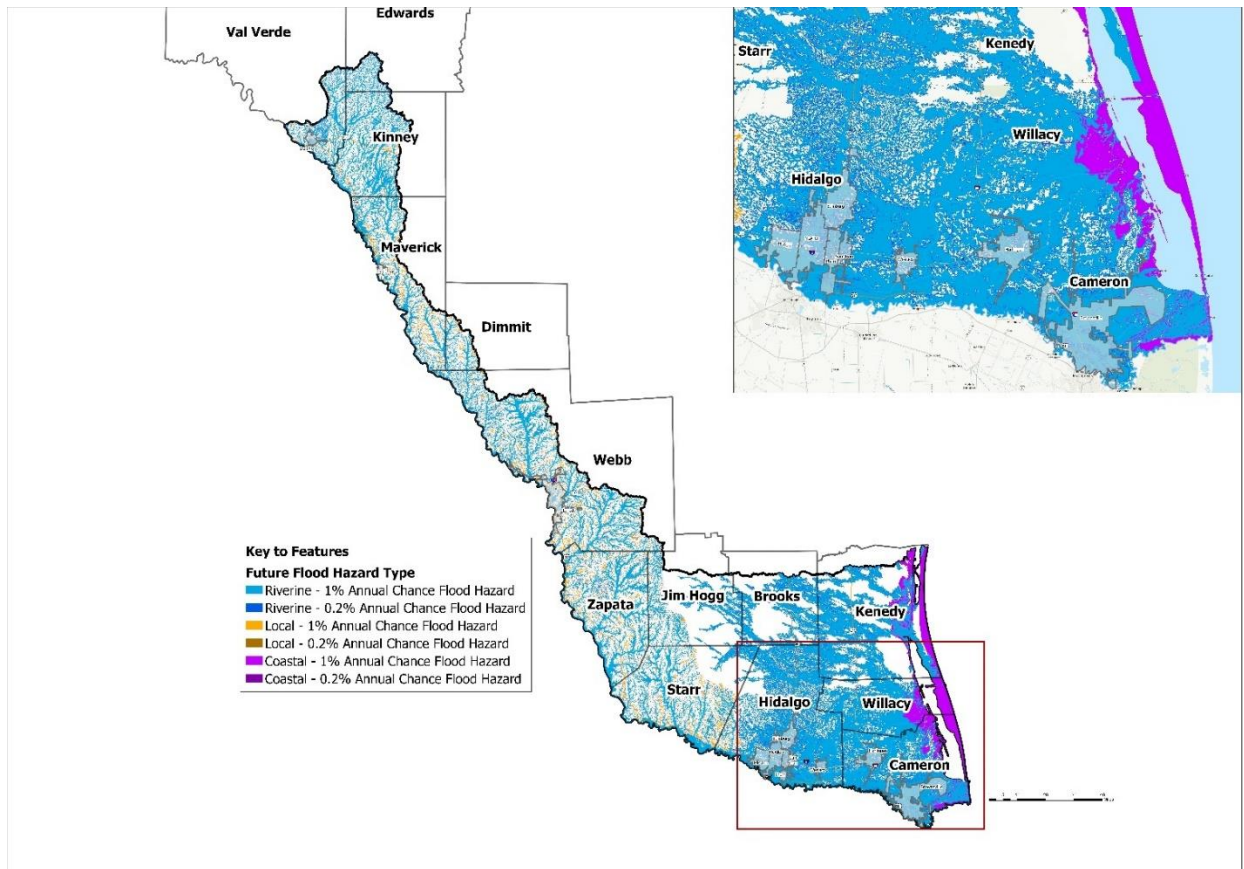 Edwards
Val Verde
Kinney
Maverick
Dimmit
Webb
Zapata
Jim Hogg
Brooks
Kenedy
Starr
Hidalgo
Willacy
Cameron
Starr
Kenedy
Willacy
Hidalgo
Cameron
Key to Features
Future Flood Hazard Type
Riverine - 1% Annual Chance Flood Hazard
Riverine - 0.2% Annual Chance Flood Hazard
Local - 1% Annual Chance Flood Hazard
Local - 0.2% Annual Chance Flood Hazard
Coastal - 1% Annual Chance Flood Hazard
Coastal - 0.2% Annual Chance Flood Hazard